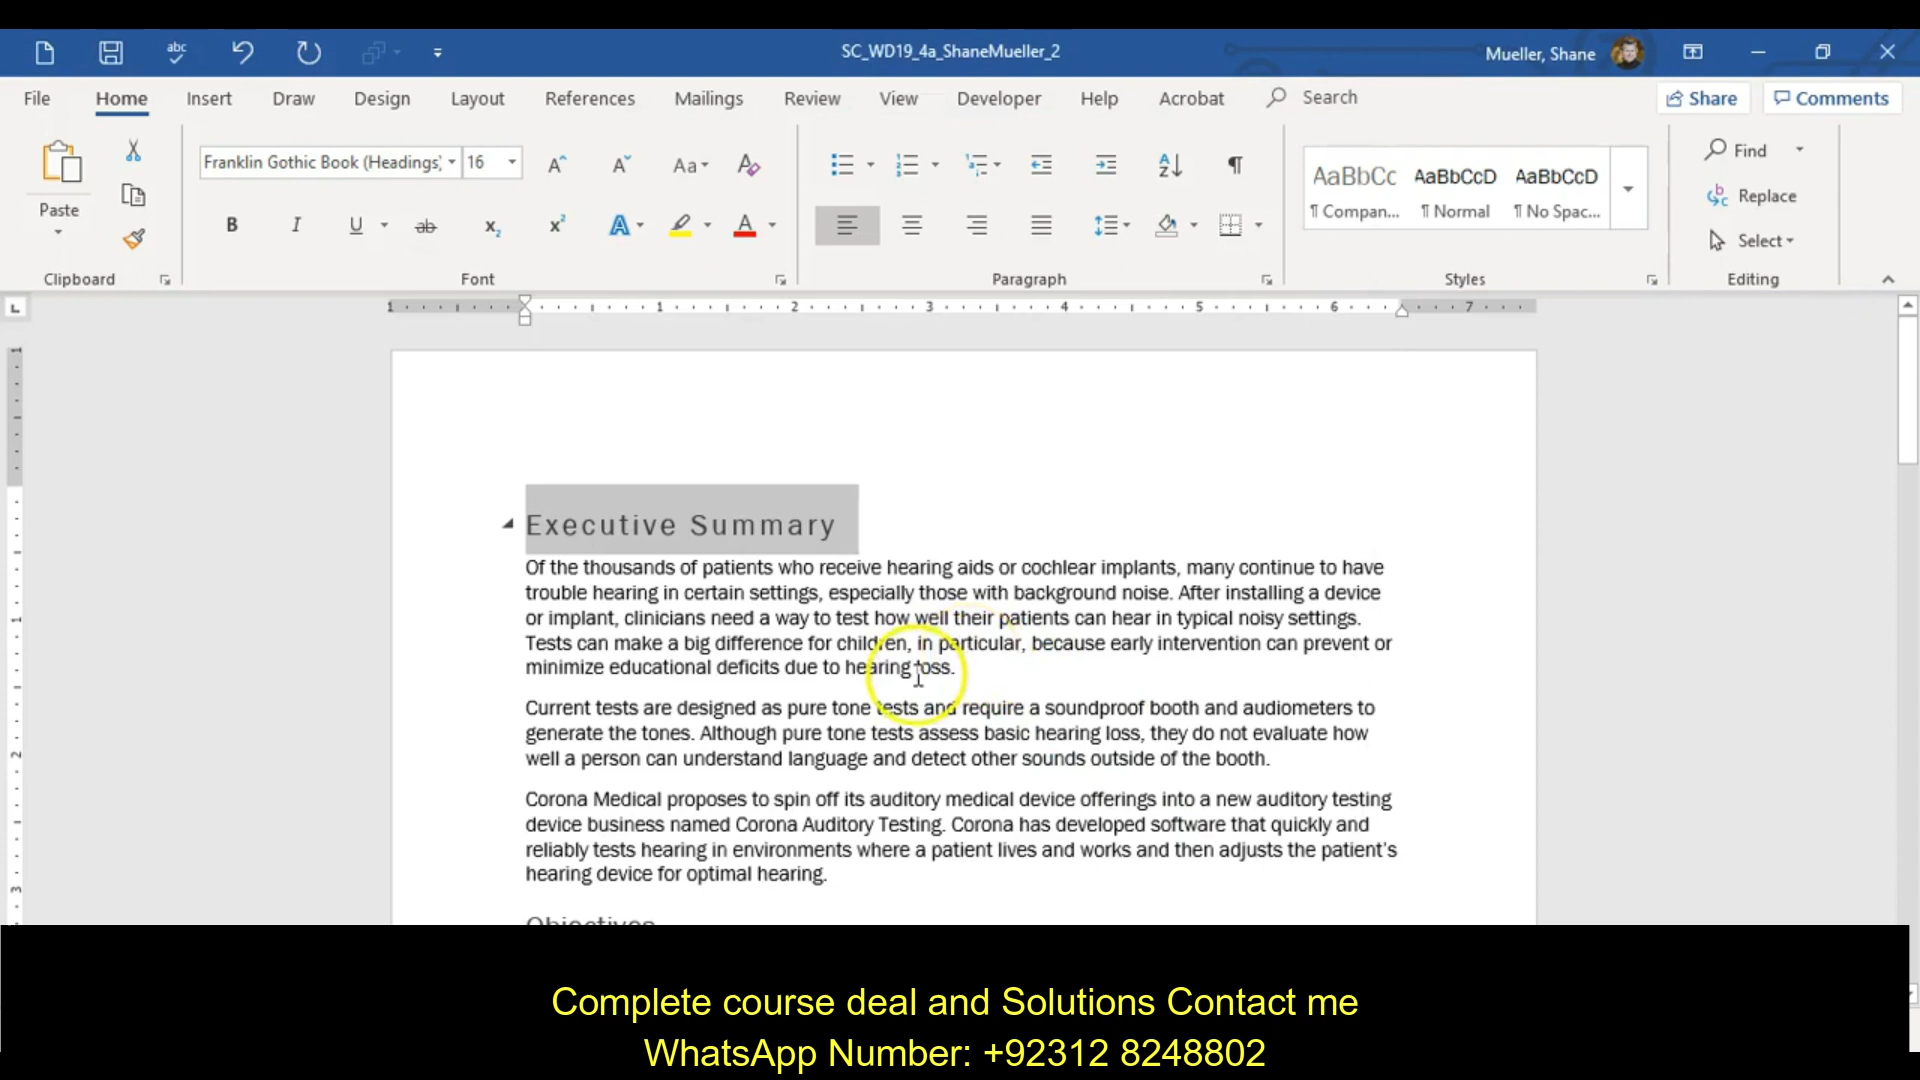 SC_WD19_4a_ShaneMueller_2
Mueller, Shane
File Home Insert Draw Design Layout References Mailings Review View Developer Help Acrobat Search Share Comments
Paste
Clipboard
Franklin Gothic Book (Headings) 16
Font
Paragraph
AaBbCc AaBbCcD AaBbCcD
¶ Compan... ¶ Normal ¶ No Spac...
Styles
Find
Replace
Select
Editing
1 1 2 3 4 5 6 7
Executive Summary
Of the thousands of patients who receive hearing aids or cochlear implants, many continue to have
trouble hearing in certain settings, especially those with background noise. After installing a device
or implant, clinicians need a way to test how well their patients can hear in typical noisy settings.
Tests can make a big difference for children, in particular, because early intervention can prevent or
minimize educational deficits due to hearing loss.
Current tests are designed as pure tone tests and require a soundproof booth and audiometers to
generate the tones. Although pure tone tests assess basic hearing loss, they do not evaluate how
well a person can understand language and detect other sounds outside of the booth.
Corona Medical proposes to spin off its auditory medical device offerings into a new auditory testing
device business named Corona Auditory Testing. Corona has developed software that quickly and
reliably tests hearing in environments where a patient lives and works and then adjusts the patient's
hearing device for optimal hearing.
Objectives
Complete course deal and Solutions Contact me
WhatsApp Number: +92312 8248802